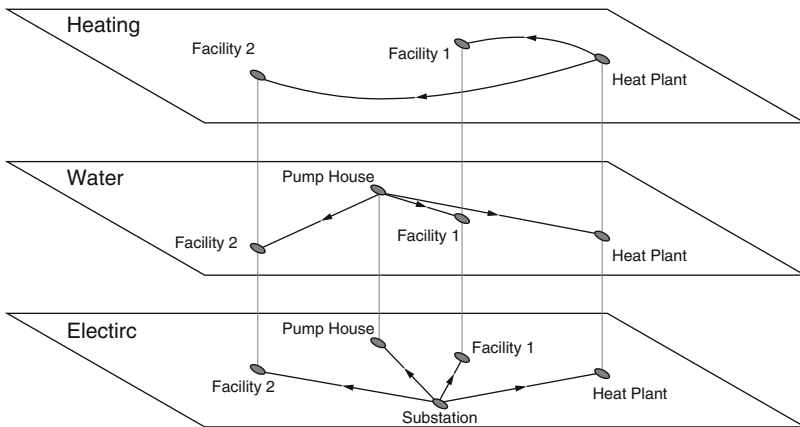 Heating
Facility 2
Facility 1
Heat Plant
Water
Pump House
Facility 2
Facility 1
Heat Plant
Electirc
Pump House
Facility 1
Facility 2
Heat Plant
Substation